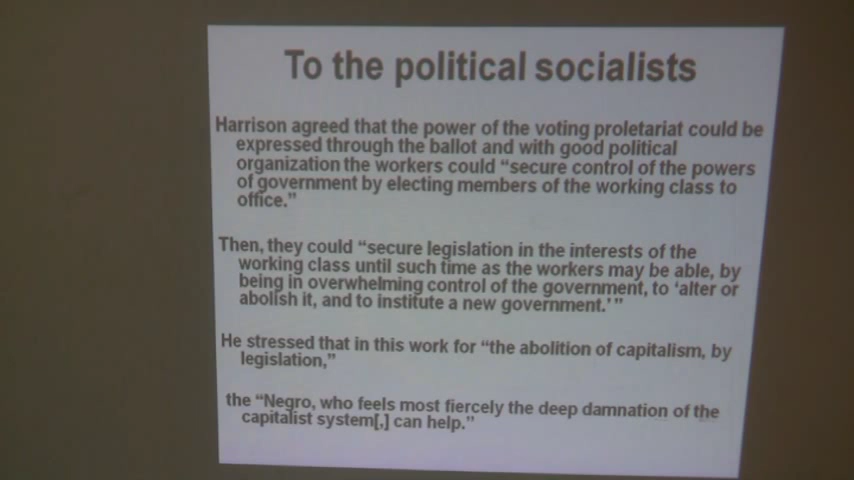 To the political socialists
Harrison agreed that the power of the voting proletariat could be
expressed through the ballot and with good political
organization the workers could “secure control of the powers
of government by electing members of the working class to
office.”
Then, they could “secure legislation in the interests of the
working class until such time as the workers may be able, by
being in overwhelming control of the government, to ‘alter or
abolish it, and to institute a new government.’”
He stressed that in this work for “the abolition of capitalism, by
legislation,”
the “Negro, who feels most fiercely the deep damnation of the
capitalist system[,] can help.”